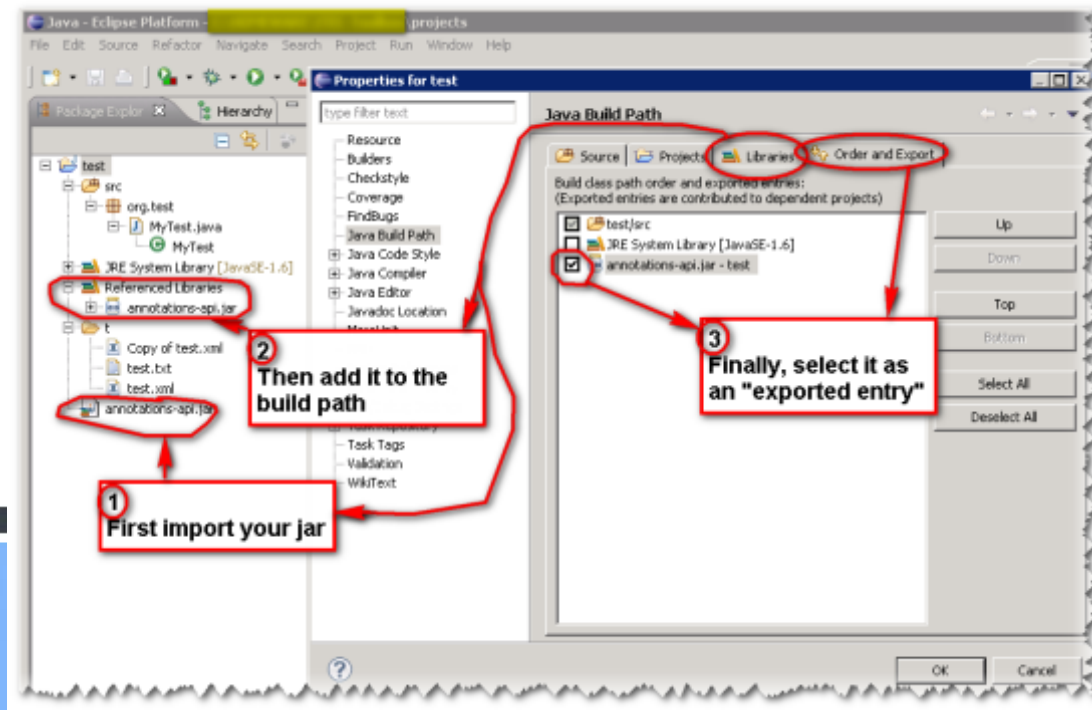 Java - Eclipse Platform - \projects
File Edit Source Refactor Navigate Search Project Run Window Help
Package Explor Hierarchy
test
src
org.test
MyTest.java
MyTest
JRE System Library [JavaSE-1.6]
Referenced Libraries
annotations-api.jar
t
Copy of test.xml
test.txt
test.xml
annotations-api.jar
Properties for test
type filter text
Resource
Builders
Checkstyle
Coverage
FindBugs
Java Build Path
Java Code Style
Java Compiler
Java Editor
Javadoc Location
Task Repository
Task Tags
Validation
WikiText
Java Build Path
Source Projects Libraries Order and Export
Build class path order and exported entries:
(Exported entries are contributed to dependent projects)
test/src
JRE System Library [JavaSE-1.6]
annotations-api.jar - test
Up
Down
Top
Bottom
Select All
Deselect All
1
First import your jar
2
Then add it to the
build path
3
Finally, select it as
an "exported entry"
?
OK Cancel